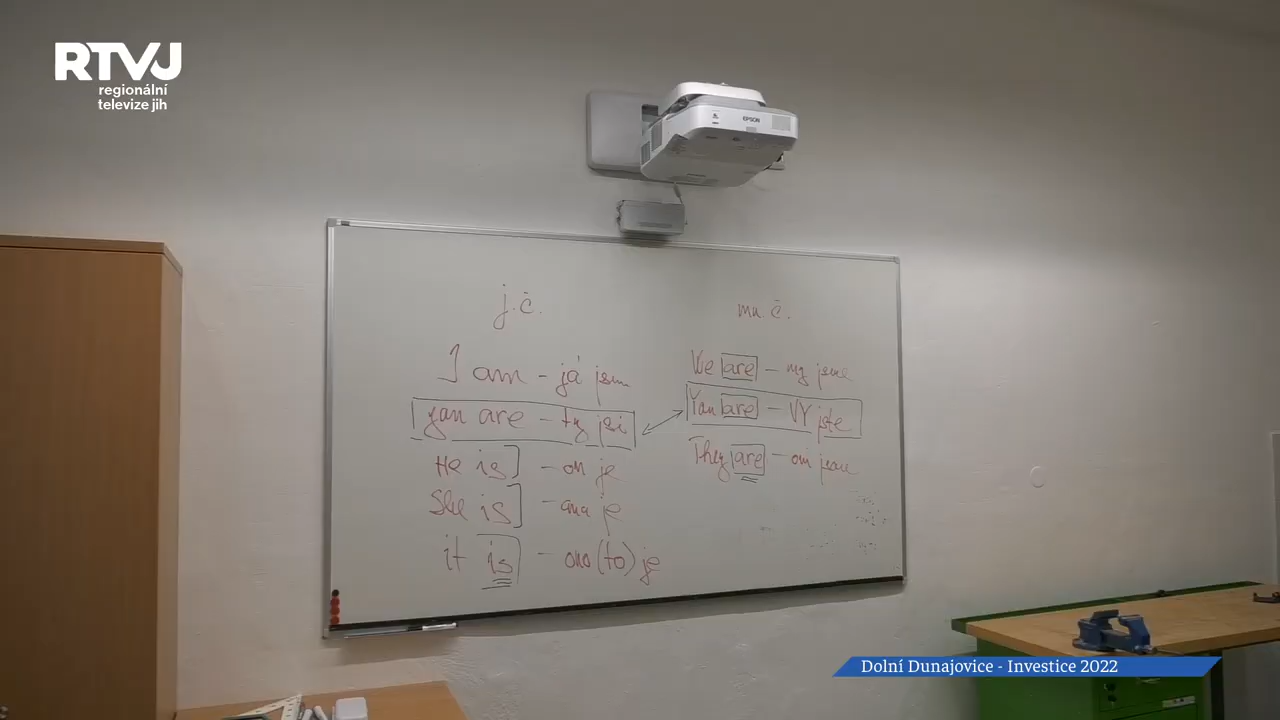 RTVJ
regionální
televize jih
EPSON
j.č.
I am - já jsem
you are - ty jsi
He is - on je
She is - ona je
it is - ono (to) je
mn. č.
We are - my jsme
You are - VY jste
They are - oni jsou
Dolní Dunajovice - Investice 2022